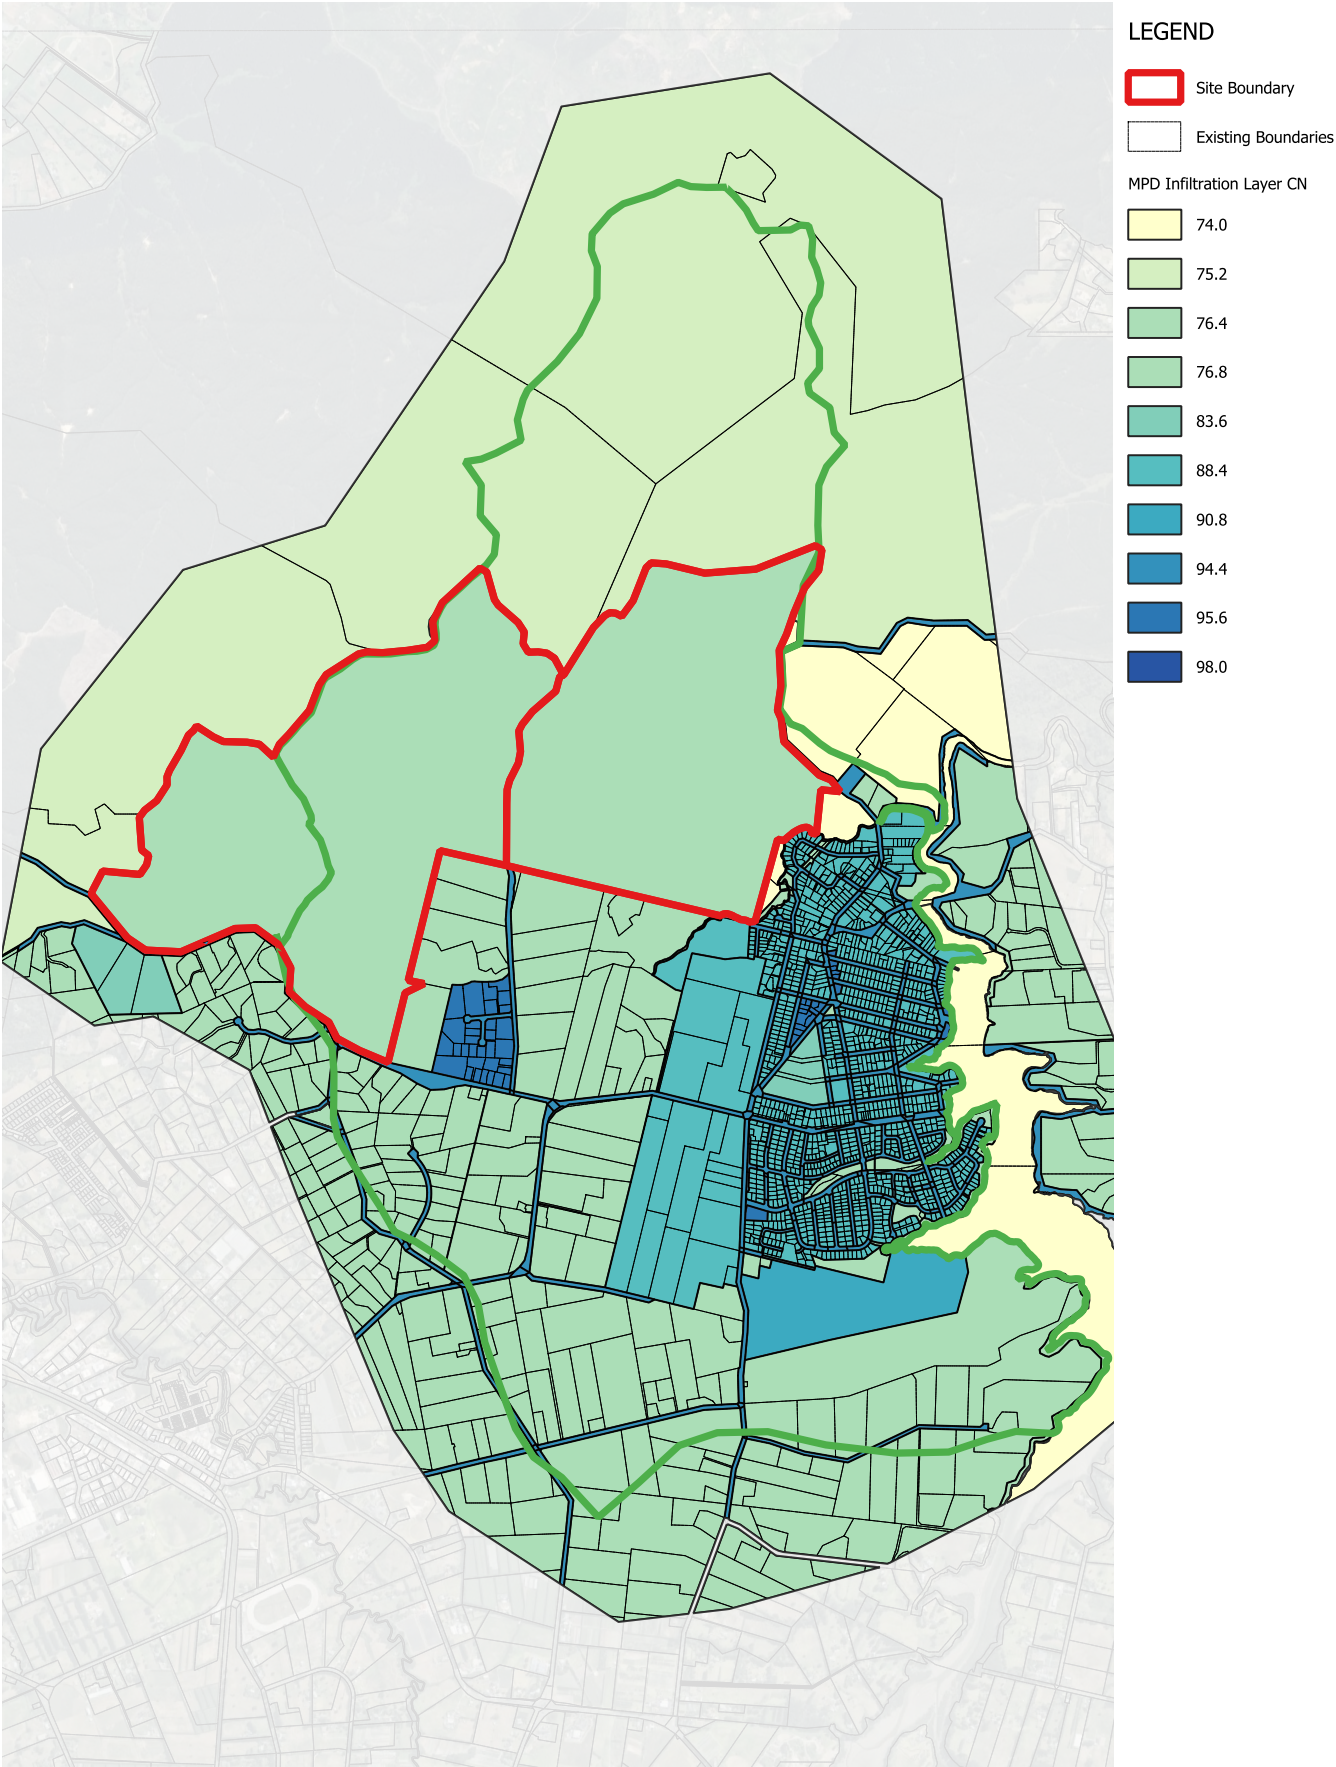 LEGEND
Site Boundary
Existing Boundaries
MPD Infiltration Layer CN
74.0
75.2
76.4
76.8
83.6
88.4
90.8
94.4
95.6
98.0